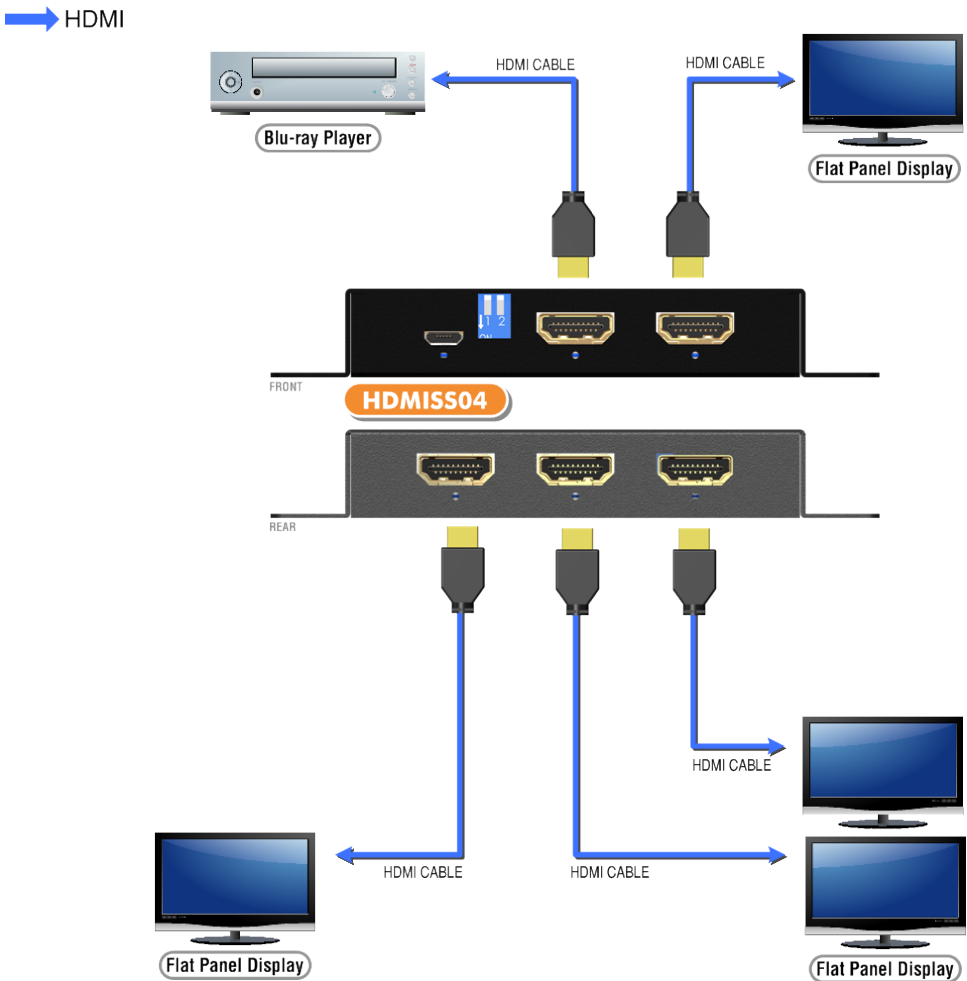 HDMI
HDMI CABLE
HDMI CABLE
Blu-ray Player
Flat Panel Display
1 2
ON
FRONT
HDMISS04
REAR
HDMI CABLE
HDMI CABLE
HDMI CABLE
Flat Panel Display
Flat Panel Display